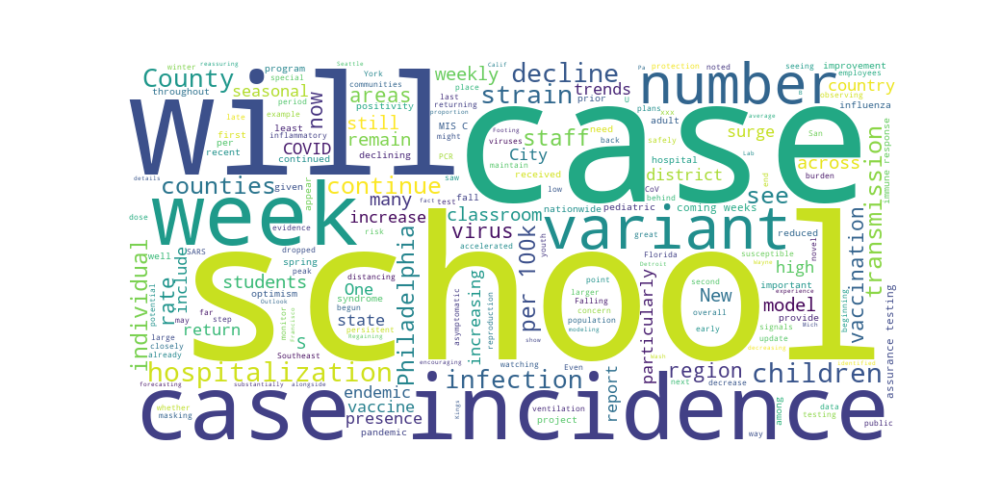 winter reassuring program York Seattle Calif protection noted improvement
County special communities weekly place decline number seeing employees
throughout seasonal period positivity last returning strain trends plans country observing
will areas proportion prior influenza
late example now still MIS C viruses footing need xxx average
first least inflammatory remain might back adult surge San
per recent COVID declining PCR maintain staff safely Lab across
continued saw received City hospital district burden
details fact test low CoV behind end case
counties given appear continue many fall nationwide pediatric coming weeks see
week dose evidence increase classroom great reduced
dropped risk virus accelerated youth variant vaccination
SARS spring Philadelphia Florida susceptible novel
well peak distancing increasing 100k Detroit wayne high transmission
individual include students One point second important experience immune response
potential rate optimism syndrome asymptomatic larger New model beginning
Outlook begun concern overall provide Mich
may far monitor state persistent reproduction Falling population early signals
return step Francisco Regaining per modeling particularly update
large S school
closely Southeast encouraging show wash decreasing identified
already hospitalization watching Even region children
forecasting substantially alongside infection next decrease assurance testing
whether endemic Kings report among
masking vaccine ventilation data
case incidence presence project testing
pandemic way public